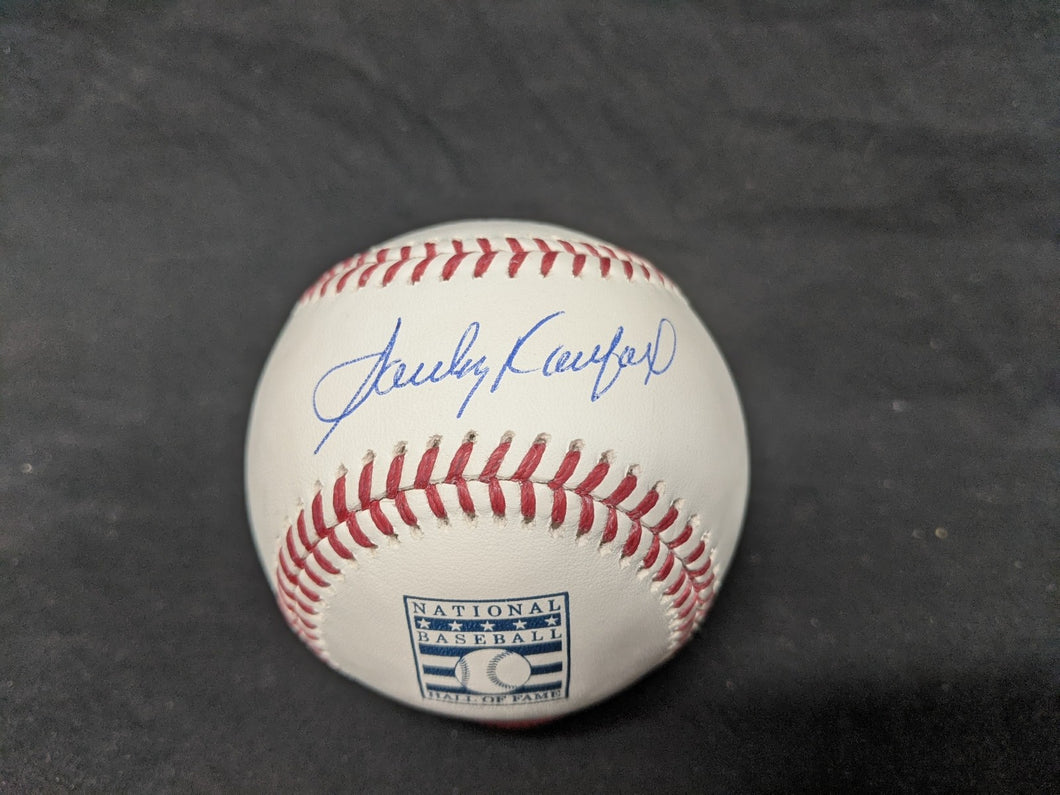 Sandy Koufax
NATIONAL
BASEBALL
HALL OF FAME